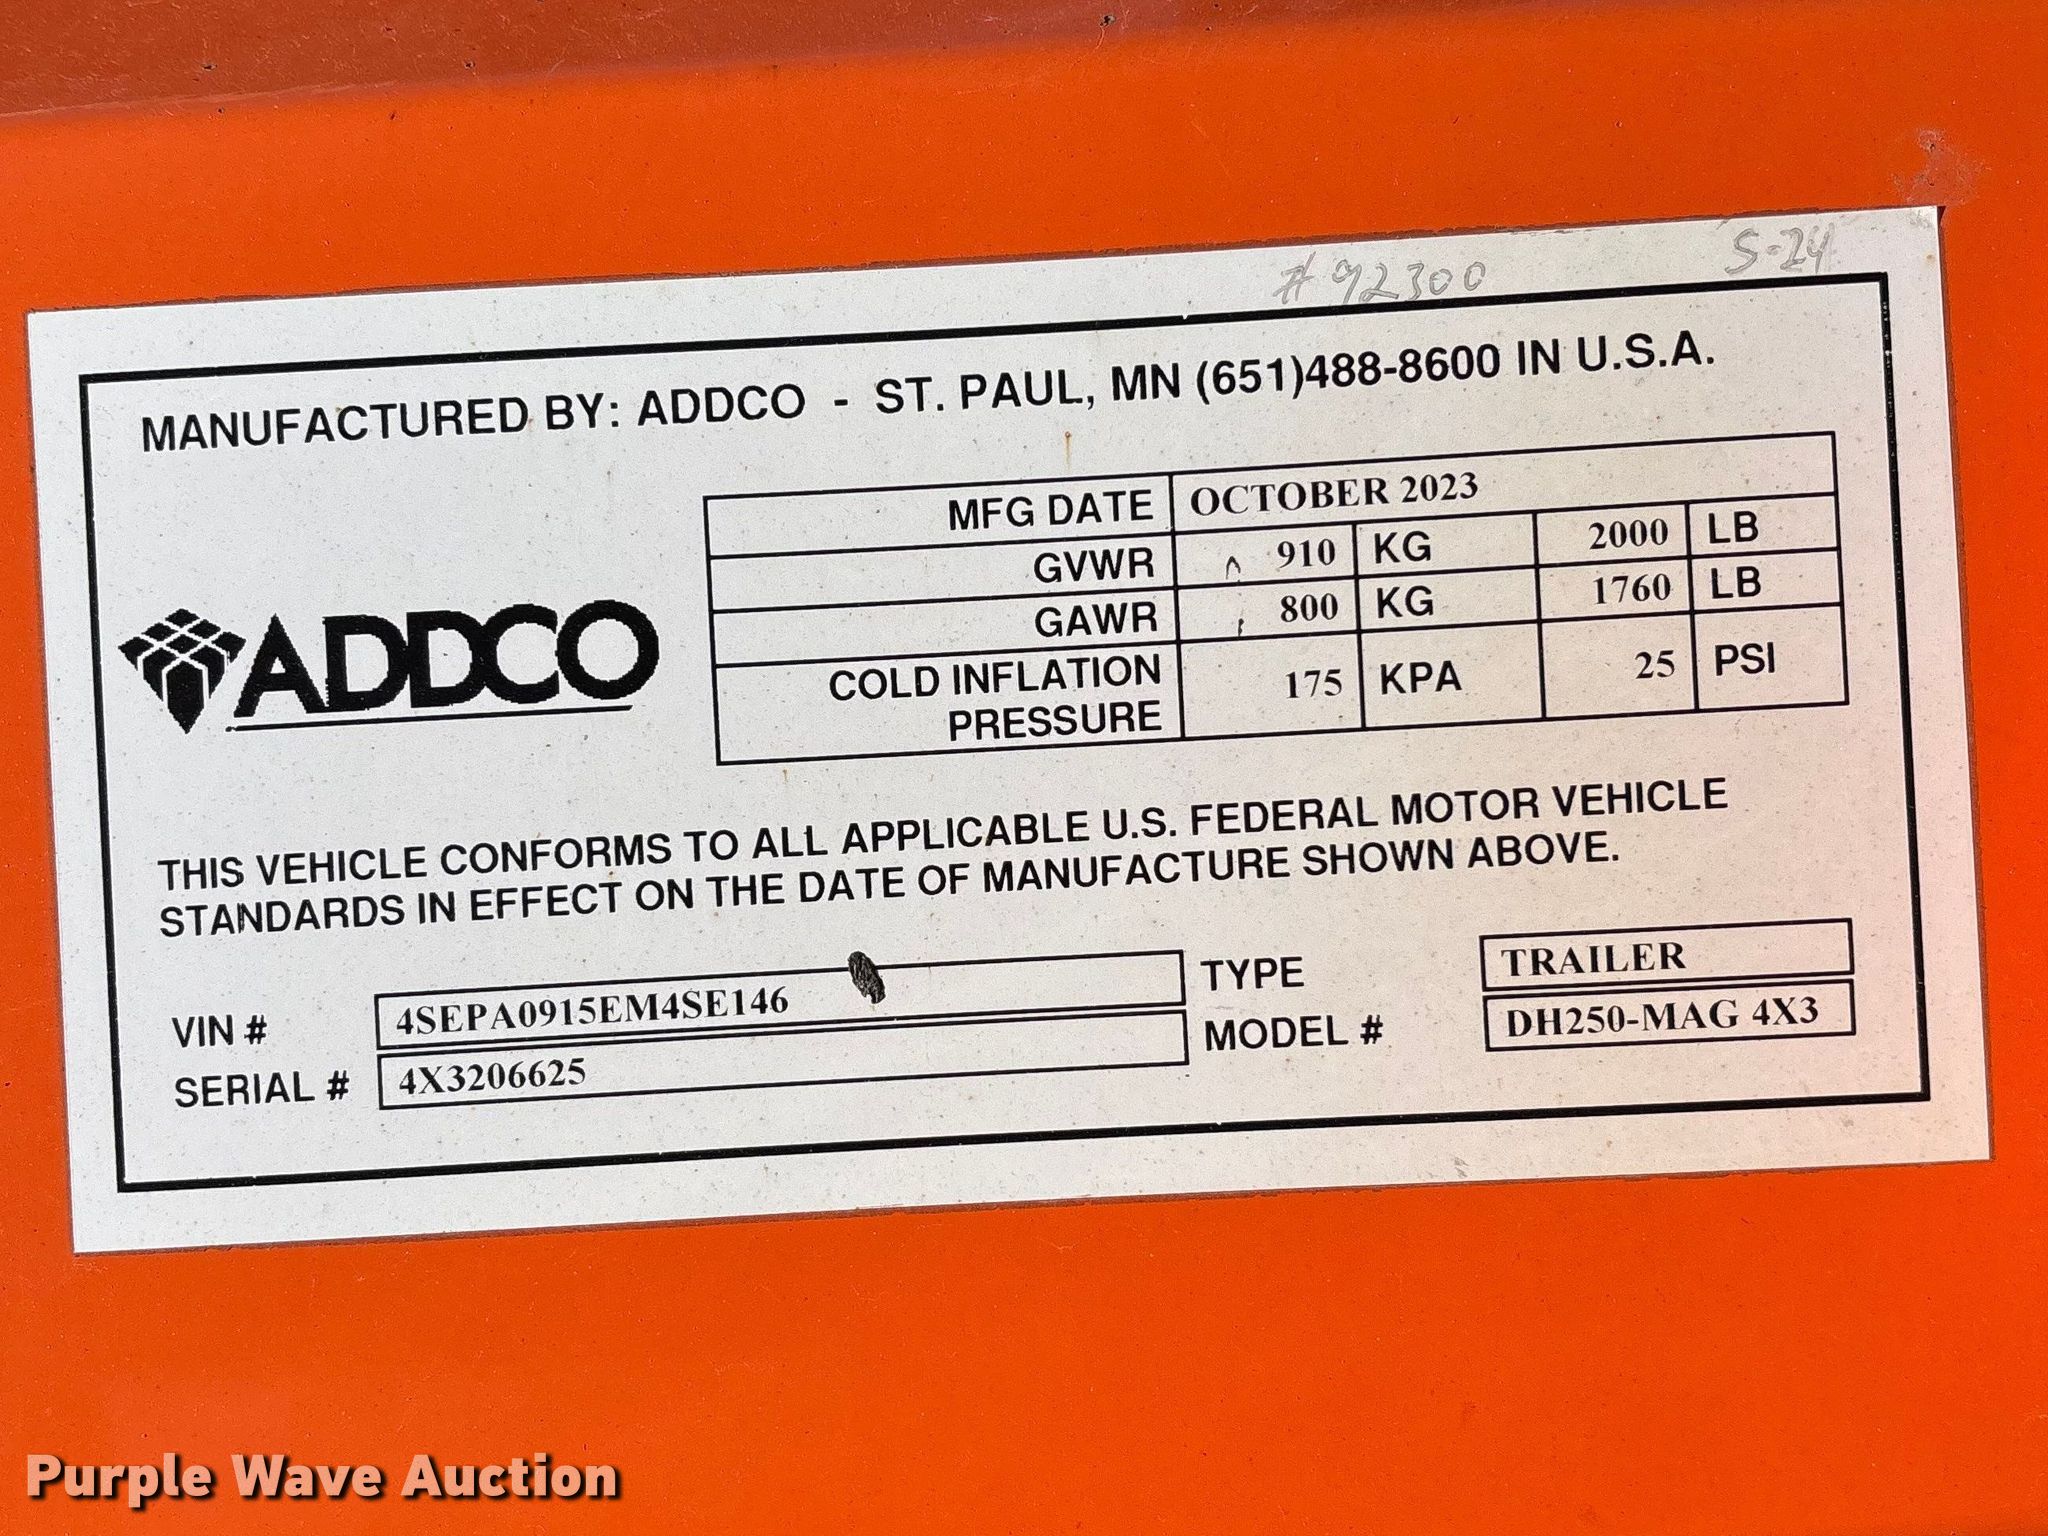 # 92300 S-24
MANUFACTURED BY: ADDCO - ST. PAUL, MN (651)488-8600 IN U.S.A.
MFG DATE OCTOBER 2023
GVWR 910 KG 2000 LB
GAWR 800 KG 1760 LB
COLD INFLATION PRESSURE 175 KPA 25 PSI
ADDCO
THIS VEHICLE CONFORMS TO ALL APPLICABLE U.S. FEDERAL MOTOR VEHICLE
STANDARDS IN EFFECT ON THE DATE OF MANUFACTURE SHOWN ABOVE.
VIN # 4SEPA0915EM4SE146 TYPE TRAILER
SERIAL # 4X3206625 MODEL # DH250-MAG 4X3
Purple Wave Auction